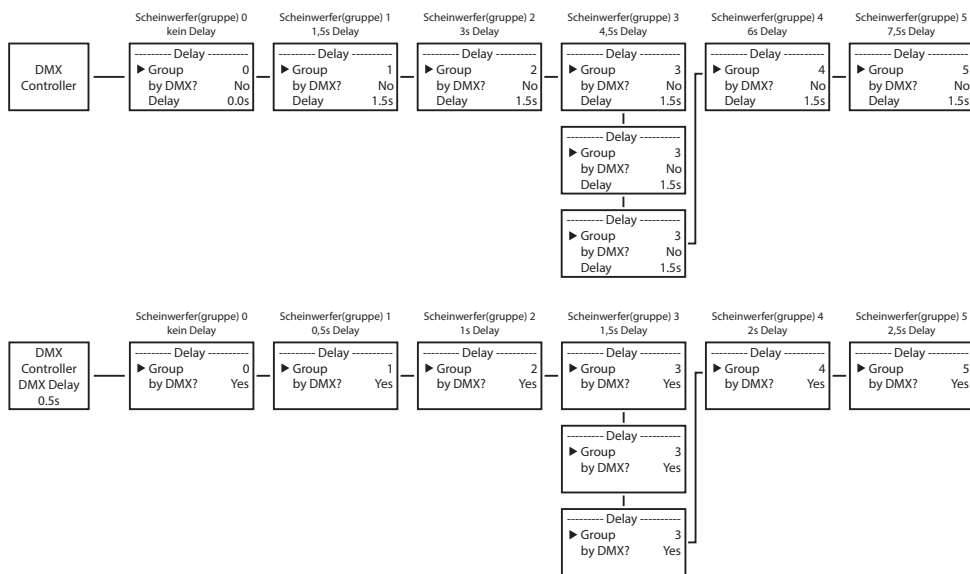 Scheinwerfer(gruppe) 0
kein Delay
Scheinwerfer(gruppe) 1
1,5s Delay
Scheinwerfer(gruppe) 2
3s Delay
Scheinwerfer(gruppe) 3
4,5s Delay
Scheinwerfer(gruppe) 4
6s Delay
Scheinwerfer(gruppe) 5
7,5s Delay
DMX
Controller
--------- Delay ----------
▶ Group 0
by DMX? No
Delay 0.0s
--------- Delay ----------
▶ Group 1
by DMX? No
Delay 1.5s
--------- Delay ----------
▶ Group 2
by DMX? No
Delay 1.5s
--------- Delay ----------
▶ Group 3
by DMX? No
Delay 1.5s
--------- Delay ----------
▶ Group 4
by DMX? No
Delay 1.5s
--------- Delay ----------
▶ Group 5
by DMX? No
Delay 1.5s
--------- Delay ----------
▶ Group 3
by DMX? No
Delay 1.5s
--------- Delay ----------
▶ Group 3
by DMX? No
Delay 1.5s
Scheinwerfer(gruppe) 0
kein Delay
Scheinwerfer(gruppe) 1
0,5s Delay
Scheinwerfer(gruppe) 2
1s Delay
Scheinwerfer(gruppe) 3
1,5s Delay
Scheinwerfer(gruppe) 4
2s Delay
Scheinwerfer(gruppe) 5
2,5s Delay
DMX
Controller
DMX Delay
0.5s
--------- Delay ----------
▶ Group 0
by DMX? Yes
--------- Delay ----------
▶ Group 1
by DMX? Yes
--------- Delay ----------
▶ Group 2
by DMX? Yes
--------- Delay ----------
▶ Group 3
by DMX? Yes
--------- Delay ----------
▶ Group 4
by DMX? Yes
--------- Delay ----------
▶ Group 5
by DMX? Yes
--------- Delay ----------
▶ Group 3
by DMX? Yes
--------- Delay ----------
▶ Group 3
by DMX? Yes